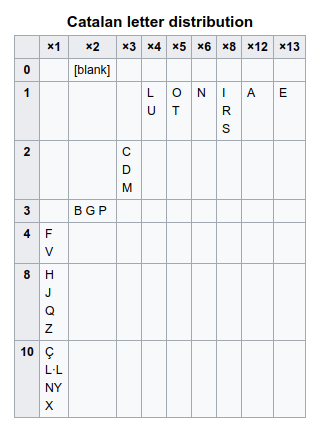 Catalan letter distribution
×1 ×2 ×3 ×4 ×5 ×6 ×8 ×12 ×13
0 [blank]
1 L O N I A E
U T R
S
2 C
D
M
3 B G P
4 F
V
8 H
J
Q
Z
10 Ç
L·L
NY
X